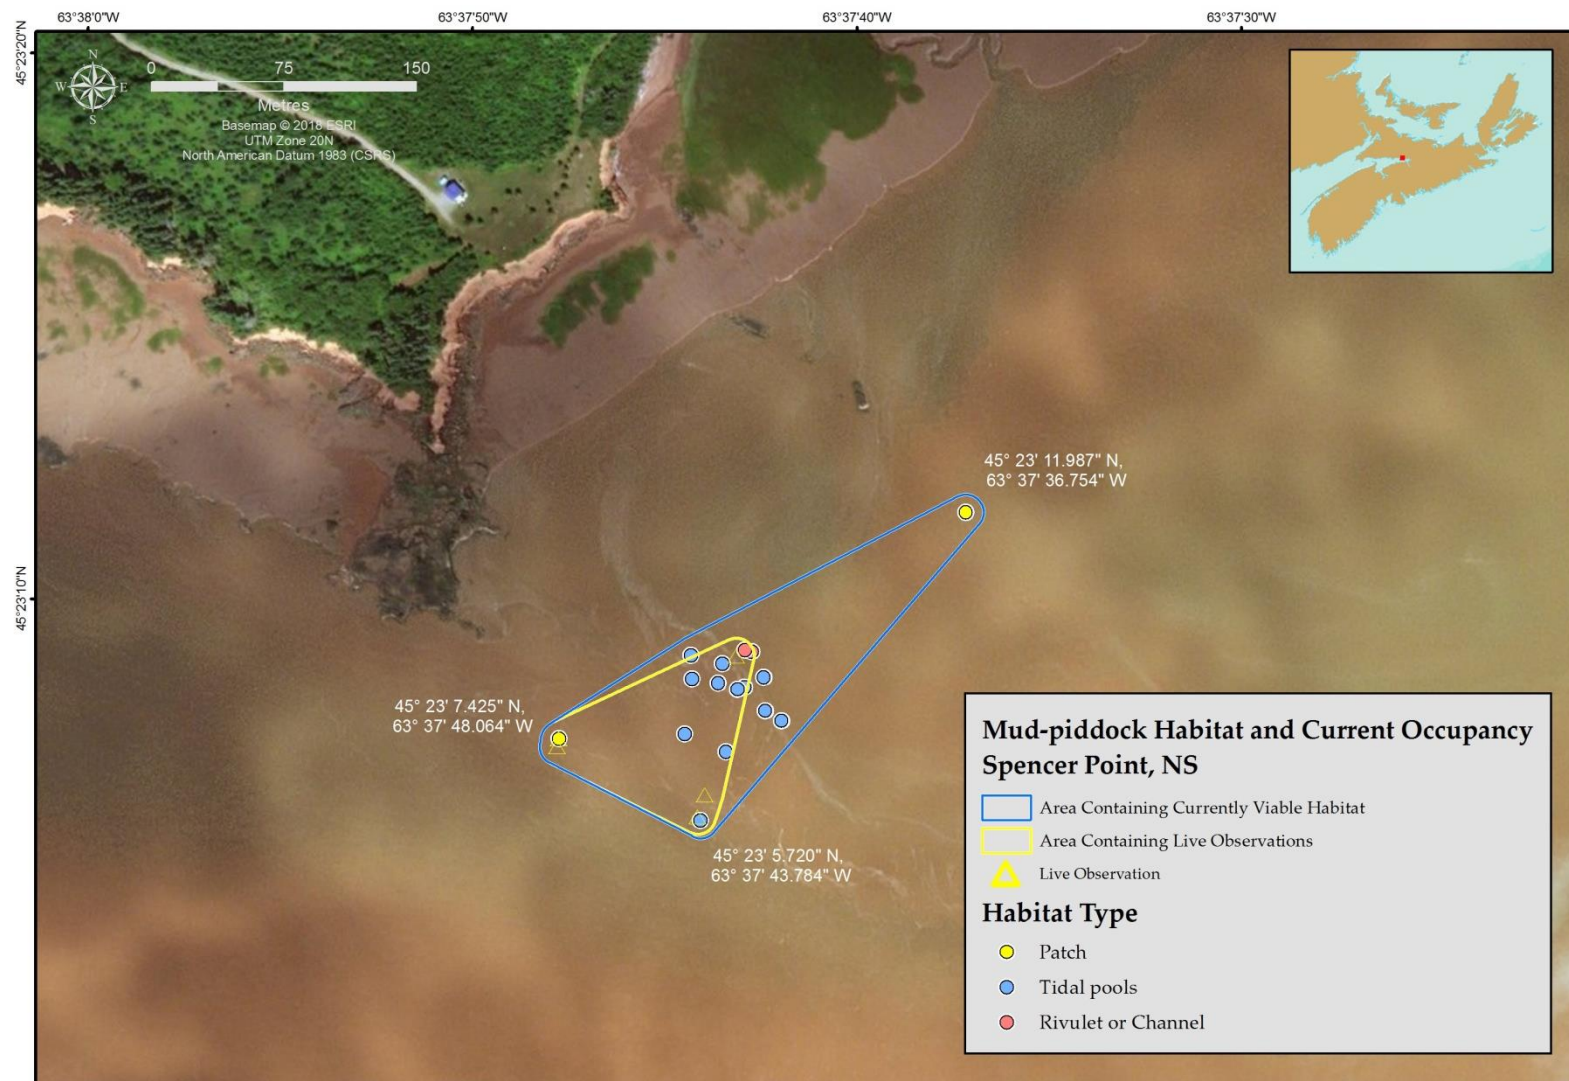 63°38'0"W
63°37'50"W
63°37'40"W
63°37'30"W
45°23'20"N
N
W
E
S
0
75
150
Metres
Basemap © 2018 ESRI
UTM Zone 20N
North American Datum 1983 (CSRS)
45° 23' 11.987" N,
63° 37' 36.754" W
45°23'10"N
45° 23' 7.425" N,
63° 37' 48.064" W
45° 23' 5.720" N,
63° 37' 43.784" W
Mud-piddock Habitat and Current Occupancy
Spencer Point, NS
Area Containing Currently Viable Habitat
Area Containing Live Observations
Live Observation
Habitat Type
Patch
Tidal pools
Rivulet or Channel